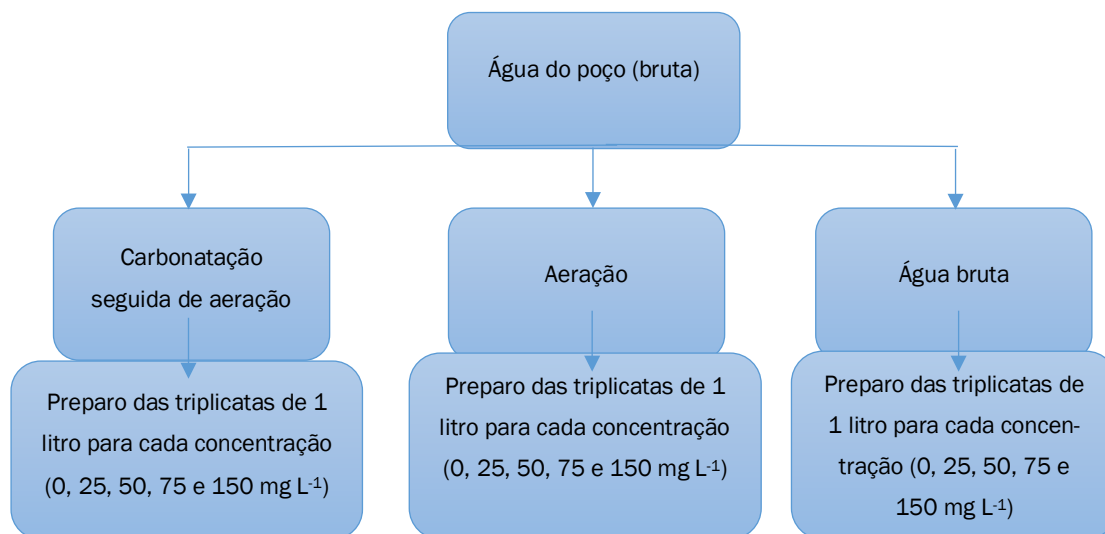 Água do poço (bruta)
Carbonatação
seguida de aeração
Aeração
Água bruta
Preparo das triplicatas de 1
litro para cada concentração
(0, 25, 50, 75 e 150 mg L-1)
Preparo das triplicatas de 1
litro para cada concentração
(0, 25, 50, 75 e 150 mg L-1)
Preparo das triplicatas de
1 litro para cada concen-
tração (0, 25, 50, 75 e
150 mg L-1)